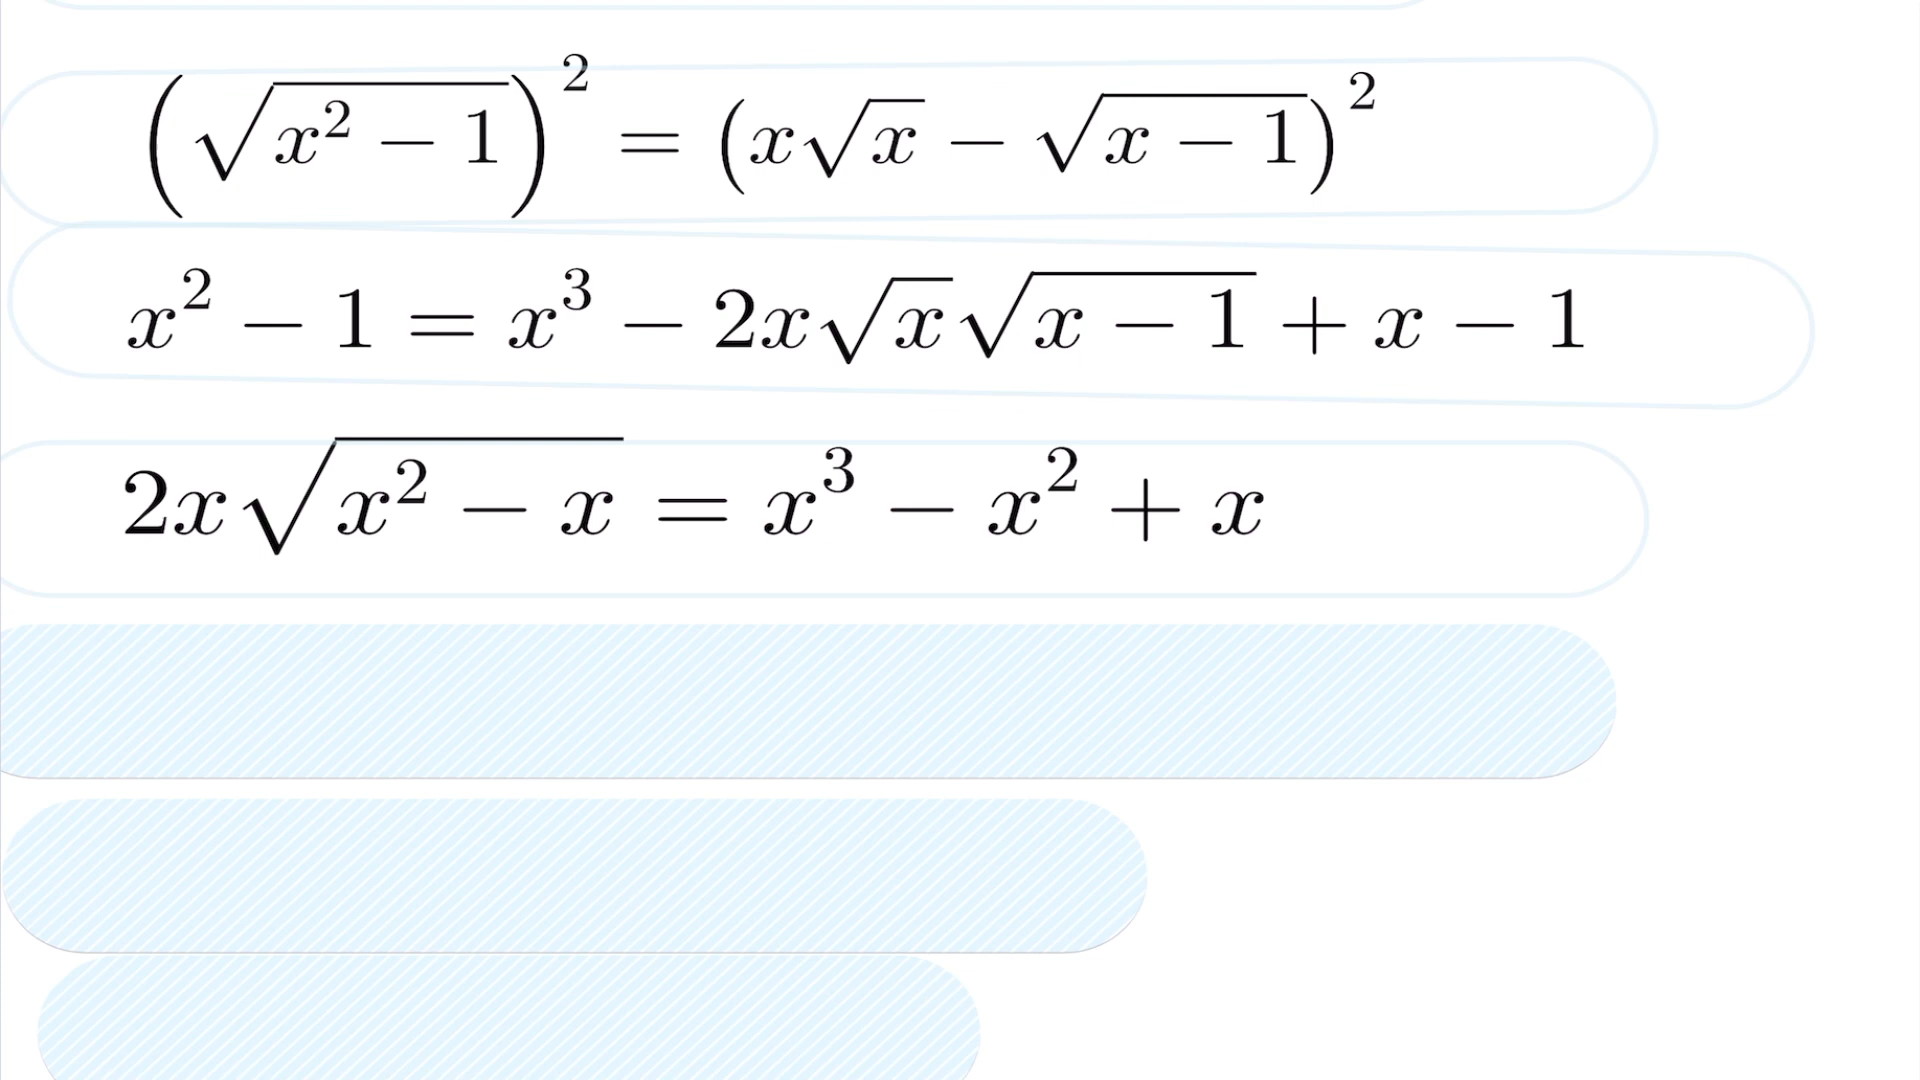 (√(x² − 1))² = (x√x − √(x − 1))²
x² − 1 = x³ − 2x√x√(x − 1) + x − 1
2x√(x² − x) = x³ − x² + x